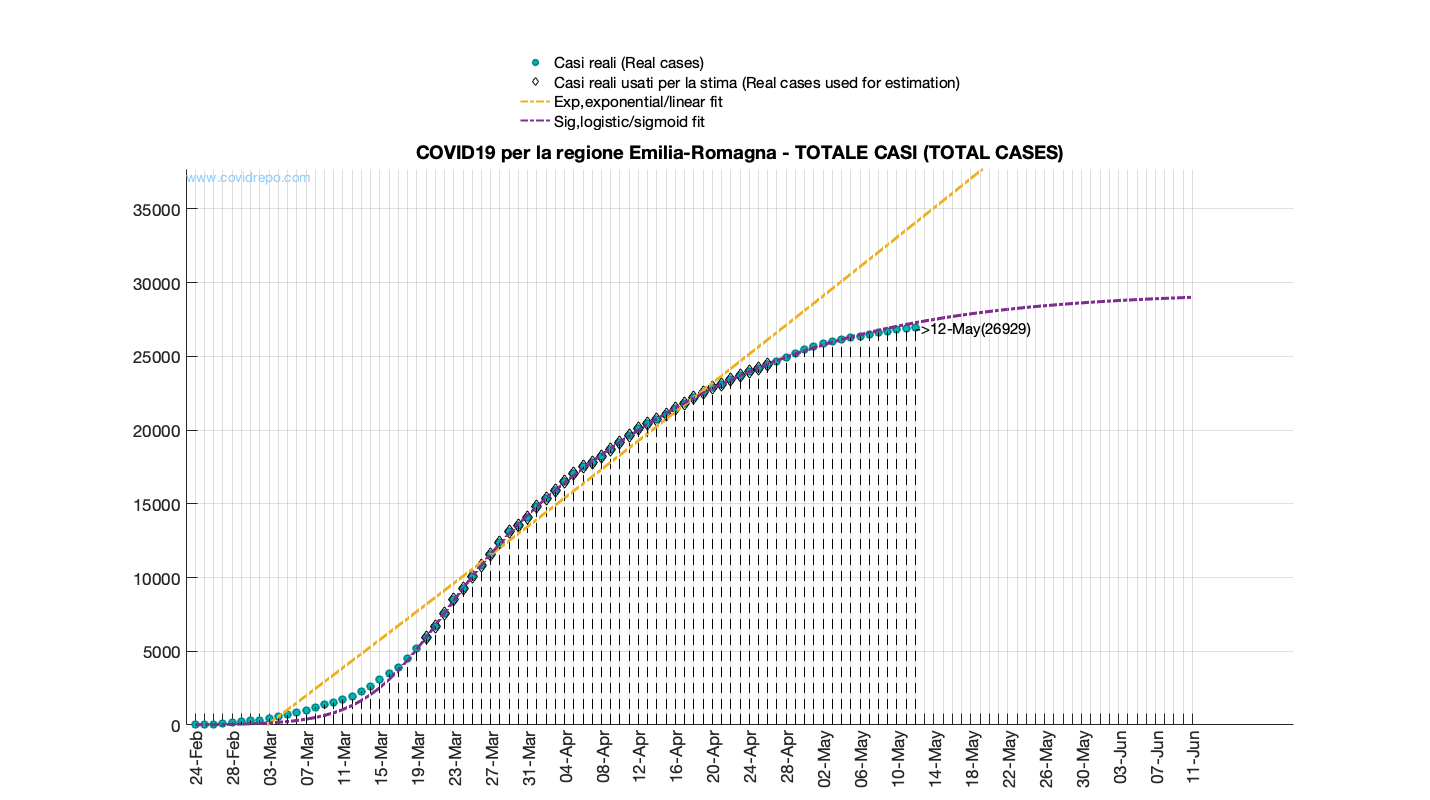 Casi reali (Real cases)
Casi reali usati per la stima (Real cases used for estimation)
Exp,exponential/linear fit
Sig,logistic/sigmoid fit
COVID19 per la regione Emilia-Romagna - TOTALE CASI (TOTAL CASES)
www.covidrepo.com
35000
30000
25000
20000
15000
10000
5000
0
>12-May(26929)
24-Feb
28-Feb
03-Mar
07-Mar
11-Mar
15-Mar
19-Mar
23-Mar
27-Mar
31-Mar
04-Apr
08-Apr
12-Apr
16-Apr
20-Apr
24-Apr
28-Apr
02-May
06-May
10-May
14-May
18-May
22-May
26-May
30-May
03-Jun
07-Jun
11-Jun